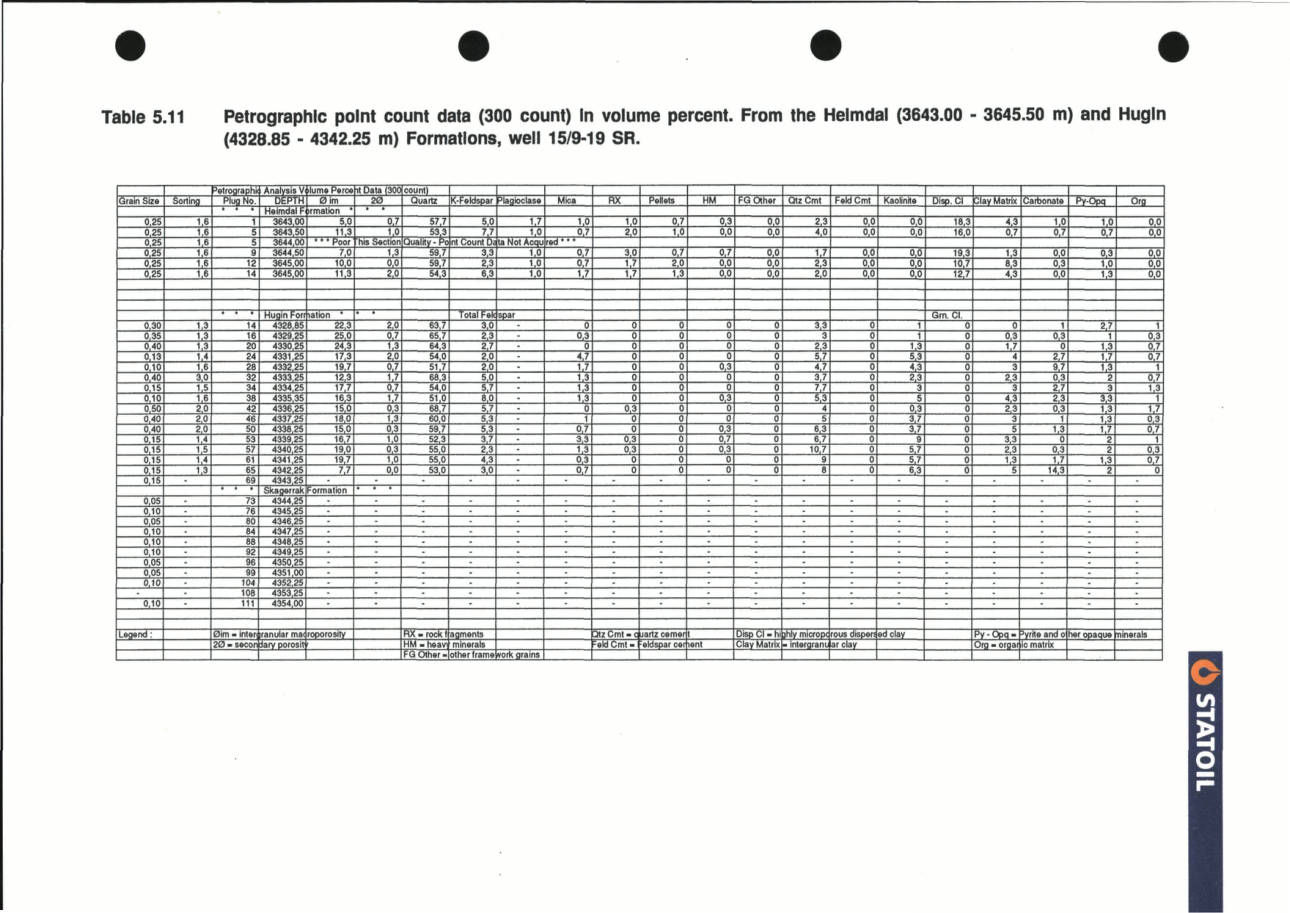 Table 5.11 Petrographic point count data (300 count) in volume percent. From the Heimdal (3643.00 - 3645.50 m) and Hugin
(4328.85 - 4342.25 m) Formations, well 15/9-19 SR.
Petrographic Analysis Volume Percent Data (300 count)
Grain Size Sorting Plug No. DEPTH Ø im 2Ø Quartz K-Feldspar Plagioclase Mica RX Pellets HM FG Other Qtz Cmt Feld Cmt Kaolinite Disp. Cl Clay Matrix Carbonate Py-Opq Org
* * * Heimdal Formation * * *
0,25 1,6 1 3643,00 5,0 0,7 57,7 5,0 1,7 1,0 1,0 0,7 0,3 0,0 2,3 0,0 0,0 18,3 4,3 1,0 1,0 0,0
0,25 1,6 5 3643,50 11,3 1,0 53,3 7,7 1,0 0,7 2,0 1,0 0,0 0,0 4,0 0,0 0,0 16,0 0,7 0,7 0,7 0,0
0,25 1,6 5 3644,00 * * * Poor This Section Quality - Point Count Data Not Acquired * * *
0,25 1,6 9 3644,50 7,0 1,3 59,7 3,3 1,0 0,7 3,0 0,7 0,7 0,0 1,7 0,0 0,0 19,3 1,3 0,0 0,3 0,0
0,25 1,6 12 3645,00 10,0 0,0 59,7 2,3 1,0 0,7 1,7 2,0 0,0 0,0 2,3 0,0 0,0 10,7 8,3 0,3 1,0 0,0
0,25 1,6 14 3645,00 11,3 2,0 54,3 6,3 1,0 1,7 1,7 1,3 0,0 0,0 2,0 0,0 0,0 12,7 4,3 0,0 1,3 0,0
* * * Hugin Formation * * * Total Feldspar Grn. Cl.
0,30 1,3 14 4328,85 22,3 2,0 63,7 3,0 - 0 0 0 0 0 3,3 0 1 0 0 1 2,7 1
0,35 1,3 16 4329,25 25,0 0,7 65,7 2,3 - 0,3 0 0 0 0 3 0 1 0 0,3 0,3 1 0,3
0,40 1,3 20 4330,25 24,3 1,3 64,3 2,7 - 0 0 0 0 0 2,3 0 1,3 0 1,7 0 1,3 0,7
0,13 1,4 24 4331,25 17,3 2,0 54,0 2,0 - 4,7 0 0 0 0 5,7 0 5,3 0 4 2,7 1,7 0,7
0,10 1,6 28 4332,25 19,7 0,7 51,7 2,0 - 1,7 0 0 0,3 0 4,7 0 4,3 0 3 9,7 1,3 1
0,40 3,0 32 4333,25 12,3 1,7 68,3 5,0 - 1,3 0 0 0 0 3,7 0 2,3 0 2,3 0,3 2 0,7
0,15 1,5 34 4334,25 17,7 0,7 54,0 5,7 - 1,3 0 0 0 0 7,7 0 3 0 3 2,7 3 1,3
0,10 1,6 38 4335,35 16,3 1,7 51,0 8,0 - 1,3 0 0 0,3 0 5,3 0 5 0 4,3 2,3 3,3 1
0,50 2,0 42 4336,25 15,0 0,3 68,7 5,7 - 0 0,3 0 0 0 4 0 0,3 0 2,3 0,3 1,3 1,7
0,40 2,0 46 4337,25 18,0 1,3 60,0 5,3 - 1 0 0 0 0 5 0 3,7 0 3 1 1,3 0,3
0,40 2,0 50 4338,25 15,0 0,3 59,7 5,3 - 0,7 0 0 0,3 0 6,3 0 3,7 0 5 1,3 1,7 0,7
0,15 1,4 53 4339,25 16,7 1,0 52,3 3,7 - 3,3 0,3 0 0,7 0 6,7 0 9 0 3,3 0 2 1
0,15 1,5 57 4340,25 19,0 0,3 55,0 2,3 - 1,3 0,3 0 0,3 0 10,7 0 5,7 0 2,3 0,3 2 0,3
0,15 1,4 61 4341,25 19,7 1,0 55,0 4,3 - 0,3 0 0 0 0 9 0 5,7 0 1,3 1,7 1,3 0,7
0,15 1,3 65 4342,25 7,7 0,0 53,0 3,0 - 0,7 0 0 0 0 8 0 6,3 0 5 14,3 2 0
0,15 - 69 4343,25 - - - - - - - - - - - - - - - - - -
* * * Skagerrak Formation * * *
0,05 - 73 4344,25 - - - - - - - - - - - - - - - - - -
0,10 - 76 4345,25 - - - - - - - - - - - - - - - - - -
0,05 - 80 4346,25 - - - - - - - - - - - - - - - - - -
0,10 - 84 4347,25 - - - - - - - - - - - - - - - - - -
0,10 - 88 4348,25 - - - - - - - - - - - - - - - - - -
0,10 - 92 4349,25 - - - - - - - - - - - - - - - - - -
0,05 - 96 4350,25 - - - - - - - - - - - - - - - - - -
0,05 - 99 4351,00 - - - - - - - - - - - - - - - - - -
0,10 - 104 4352,25 - - - - - - - - - - - - - - - - - -
- - 108 4353,25 - - - - - - - - - - - - - - - - - -
0,10 - 111 4354,00 - - - - - - - - - - - - - - - - - -
Legend : Øim = intergranular macroporosity RX = rock fragments Qtz Cmt = quartz cement Disp Cl = highly microporous dispersed clay Py - Opq = Pyrite and other opaque minerals
2Ø = secondary porosity HM = heavy minerals Feld Cmt = Feldspar cement Clay Matrix = intergranular clay Org = organic matrix
FG Other = other framework grains
STATOIL